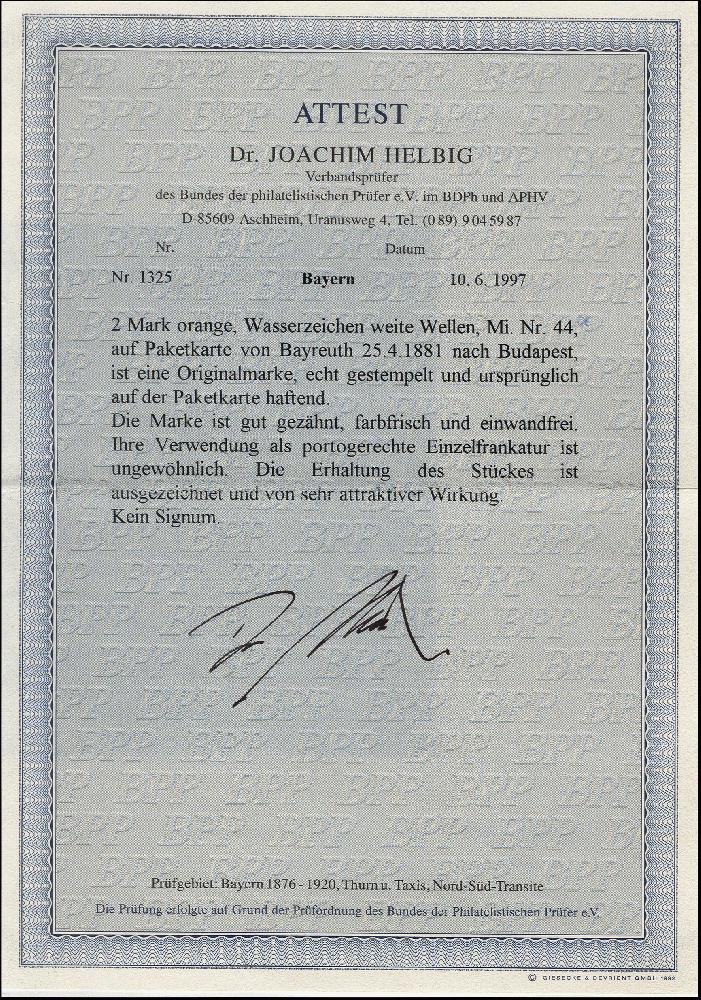 ATTEST
Dr. JOACHIM HELBIG
Verbandsprüfer
des Bundes der philatelistischen Prüfer e.V. im BDPh und APHV
D-85609 Aschheim, Uranusweg 4, Tel. (089) 9045987
Nr. Datum
Nr. 1325 Bayern 10. 6. 1997
2 Mark orange, Wasserzeichen weite Wellen, Mi. Nr. 44,
auf Paketkarte von Bayreuth 25.4.1881 nach Budapest,
ist eine Originalmarke, echt gestempelt und ursprünglich
auf der Paketkarte haftend.
Die Marke ist gut gezähnt, farbfrisch und einwandfrei.
Ihre Verwendung als portogerechte Einzelfrankatur ist
ungewöhnlich. Die Erhaltung des Stückes ist
ausgezeichnet und von sehr attraktiver Wirkung.
Kein Signum.
Prüfgebiet: Bayern 1876 - 1920, Thurn u. Taxis, Nord-Süd-Transite
Die Prüfung erfolgte auf Grund der Prüfordnung des Bundes der Philatelistischen Prüfer e.V.
© GIESECKE & DEVRIENT GMBH